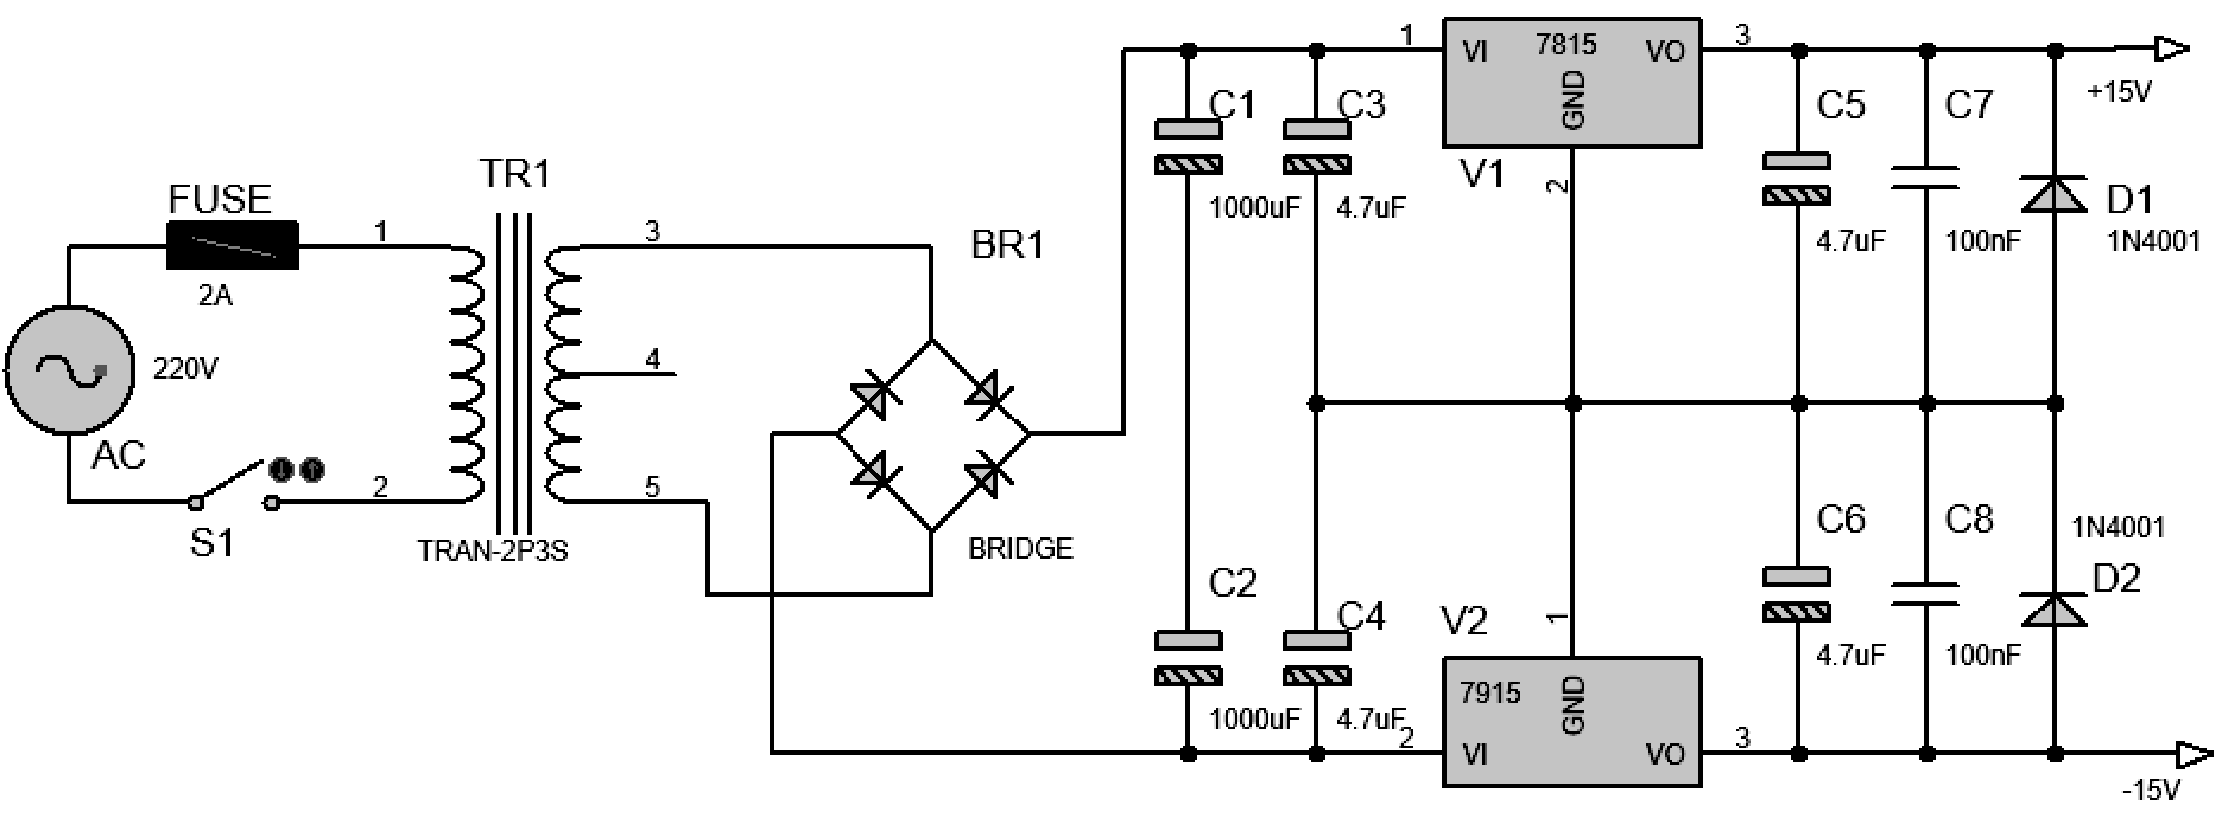 1
VI
7815
VO
GND
3
+15V
C1
C3
C5
C7
1000uF
4.7uF
V1
2
4.7uF
100nF
D1
1N4001
FUSE
2A
1
TR1
3
BR1
220V
4
AC
2
5
S1
TRAN-2P3S
BRIDGE
C2
C4
V2
1
C6
C8
1N4001
D2
1000uF
4.7uF
2
7915
GND
VI
VO
3
4.7uF
100nF
-15V